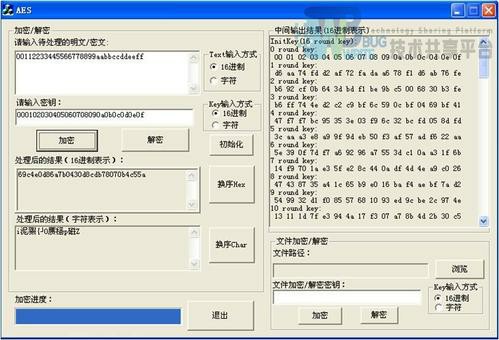 AES
加密/解密
请输入待处理的明文/密文:
00112233445566778899aabbccddeeff
Text输入方式
16进制
字符
请输入密钥:
000102030405060708090a0b0c0d0e0f
Key输入方式
16进制
字符
加密
解密
初始化
处理后的结果(16进制表示):
69c4e0d86a7b0430d8cdb78070b4c55a
换序Hex
处理后的结果(字符表示):
换序Char
加密进度:
退出
中间输出结果(16进制表示)
Technology Sharing Platform
技术共享平台
InitKey(16 round key):
00 01 02 03 04 05 06 07 08 09 0a 0b 0c 0d 0e 0f
1 round key:
d6 aa 74 fd d2 af 72 fa da a6 78 f1 d6 ab 76 fe
2 round key:
b6 92 cf 0b 64 3d bd f1 be 9b c5 00 68 30 b3 fe
3 round key:
b6 ff 74 4e d2 c2 c9 bf 6c 59 0c bf 04 69 bf 41
4 round key:
47 f7 f7 bc 95 35 3e 03 f9 6c 32 bc fd 05 8d fd
5 round key:
3c aa a3 e8 a9 9f 9d eb 50 f3 af 57 ad f6 22 aa
6 round key:
5e 39 0f 7d f7 a6 92 96 a7 55 3d c1 0a a3 1f 6b
7 round key:
14 f9 70 1a e3 5f e2 8c 44 0a df 4d 4e a9 c0 26
8 round key:
47 43 87 35 a4 1c 65 b9 e0 16 ba f4 ae bf 7a d2
9 round key:
54 99 32 d1 f0 85 57 68 10 93 ed 9c be 2c 97 4e
10 round key:
13 11 1d 7f e3 94 4a 17 f3 07 a7 8b 4d 2b 30 c5
文件加密/解密
文件路径:
浏览
文件加密/解密密钥:
Key输入方式
16进制
字符
加密
解密